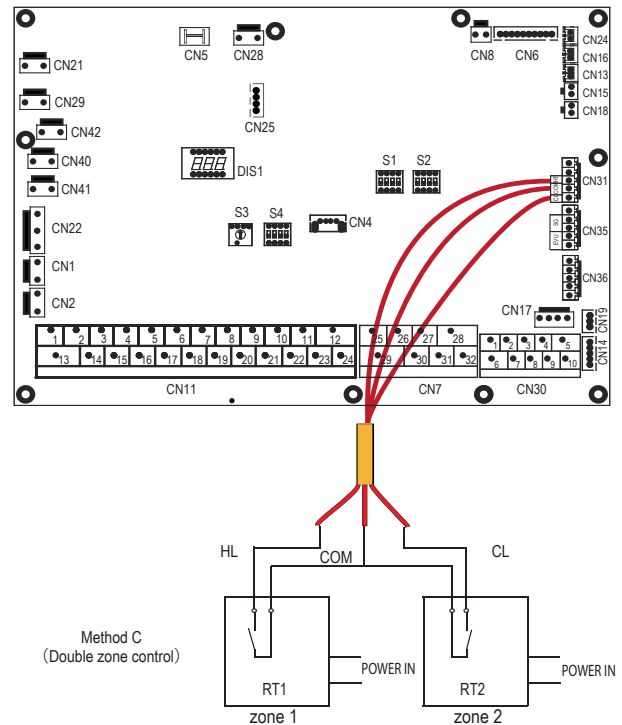 CN5
CN28
CN8
CN6
CN24
CN16
CN13
CN15
CN18
CN21
CN29
CN42
CN40
CN41
CN22
CN1
CN2
CN25
888
DIS1
S1
S2
S3
S4
CN4
CN31
SG
EVU
CN35
CN36
CN17
CN19
CN14
1 2 3 4 5 6 7 8 9 10 11 12
13 14 15 16 17 18 19 20 21 22 23 24
CN11
25 26 27 28
29 30 31 32
CN7
1 2 3 4 5
6 7 8 9 10
CN30
HL
COM
CL
Method C
(Double zone control)
RT1
POWER IN
RT2
POWER IN
zone 1
zone 2